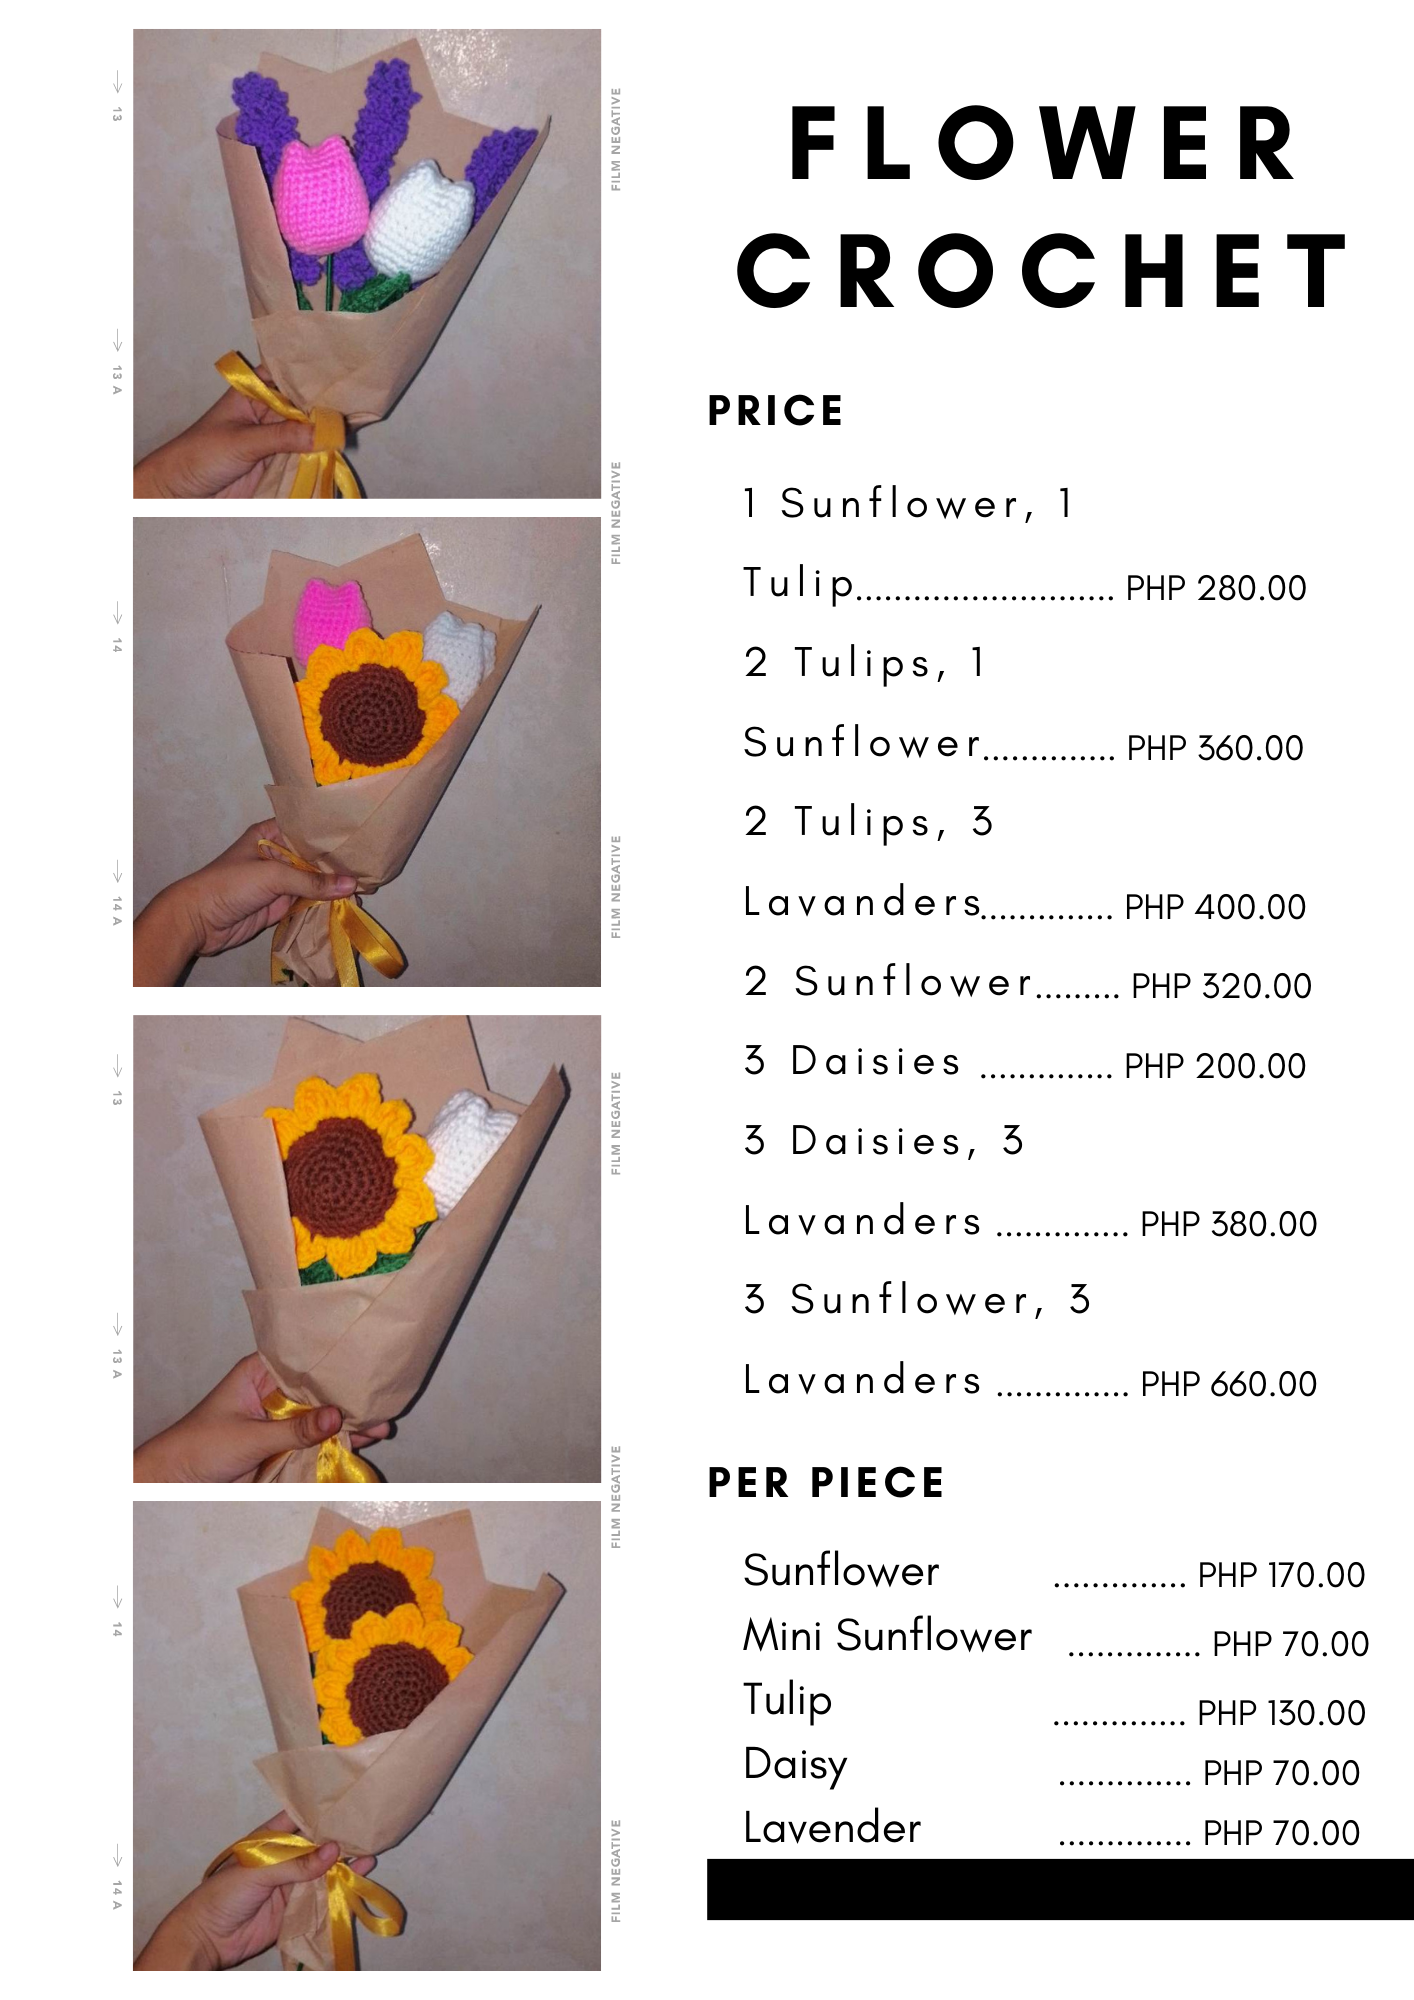 FLOWER
CROCHET
PRICE
1 Sunflower, 1
Tulip........................... PHP 280.00
2 Tulips, 1
Sunflower.............. PHP 360.00
2 Tulips, 3
Lavanders.............. PHP 400.00
2 Sunflower......... PHP 320.00
3 Daisies .............. PHP 200.00
3 Daisies, 3
Lavanders .............. PHP 380.00
3 Sunflower, 3
Lavanders .............. PHP 660.00
PER PIECE
Sunflower .............. PHP 170.00
Mini Sunflower .............. PHP 70.00
Tulip .............. PHP 130.00
Daisy .............. PHP 70.00
Lavender .............. PHP 70.00
→ 13
→ 13 A
→ 14
→ 14 A
→ 13
→ 13 A
→ 14
→ 14 A
FILM NEGATIVE
FILM NEGATIVE
FILM NEGATIVE
FILM NEGATIVE
FILM NEGATIVE
FILM NEGATIVE